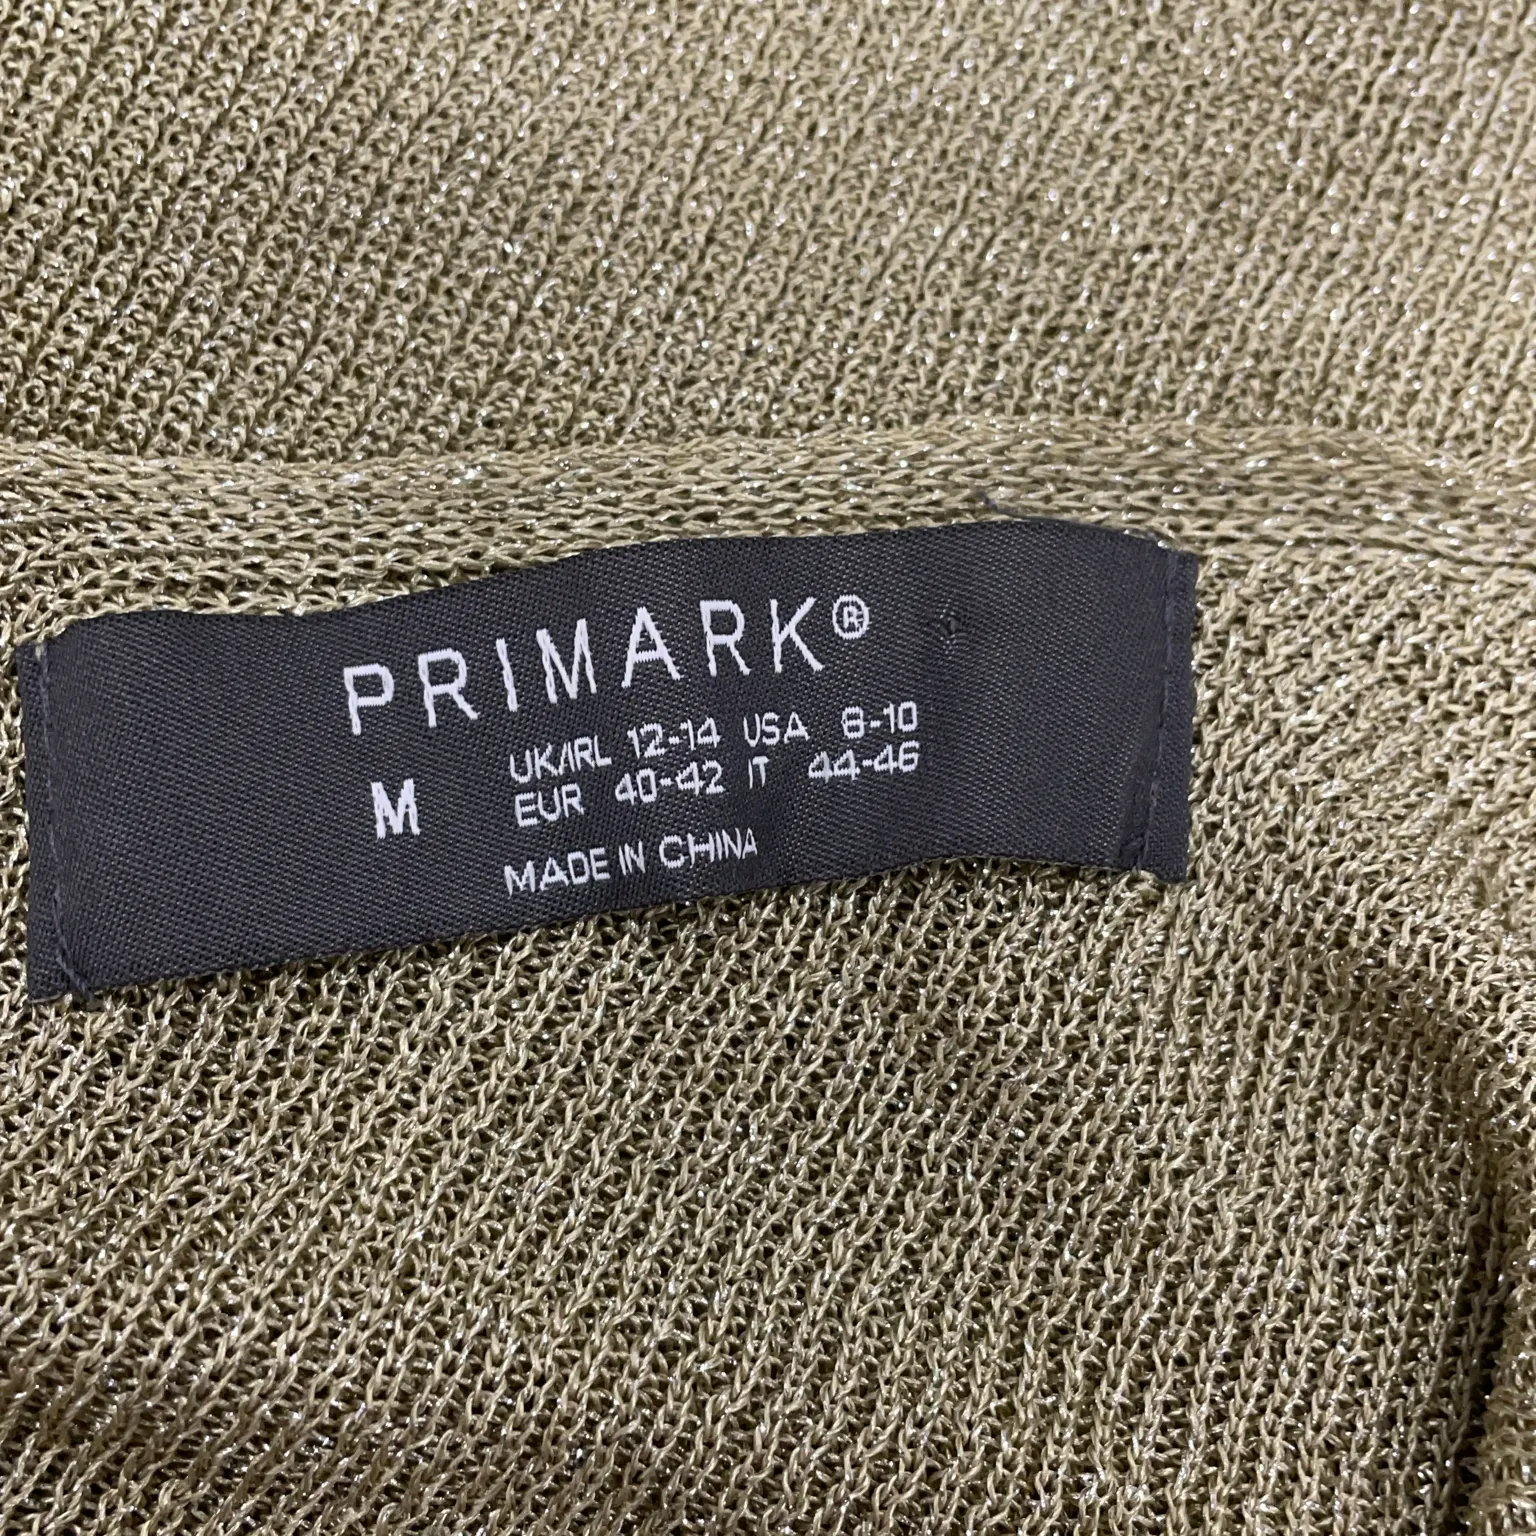 PRIMARK®
M
UK/IRL 12-14 USA 8-10
EUR 40-42 IT 44-46
MADE IN CHINA